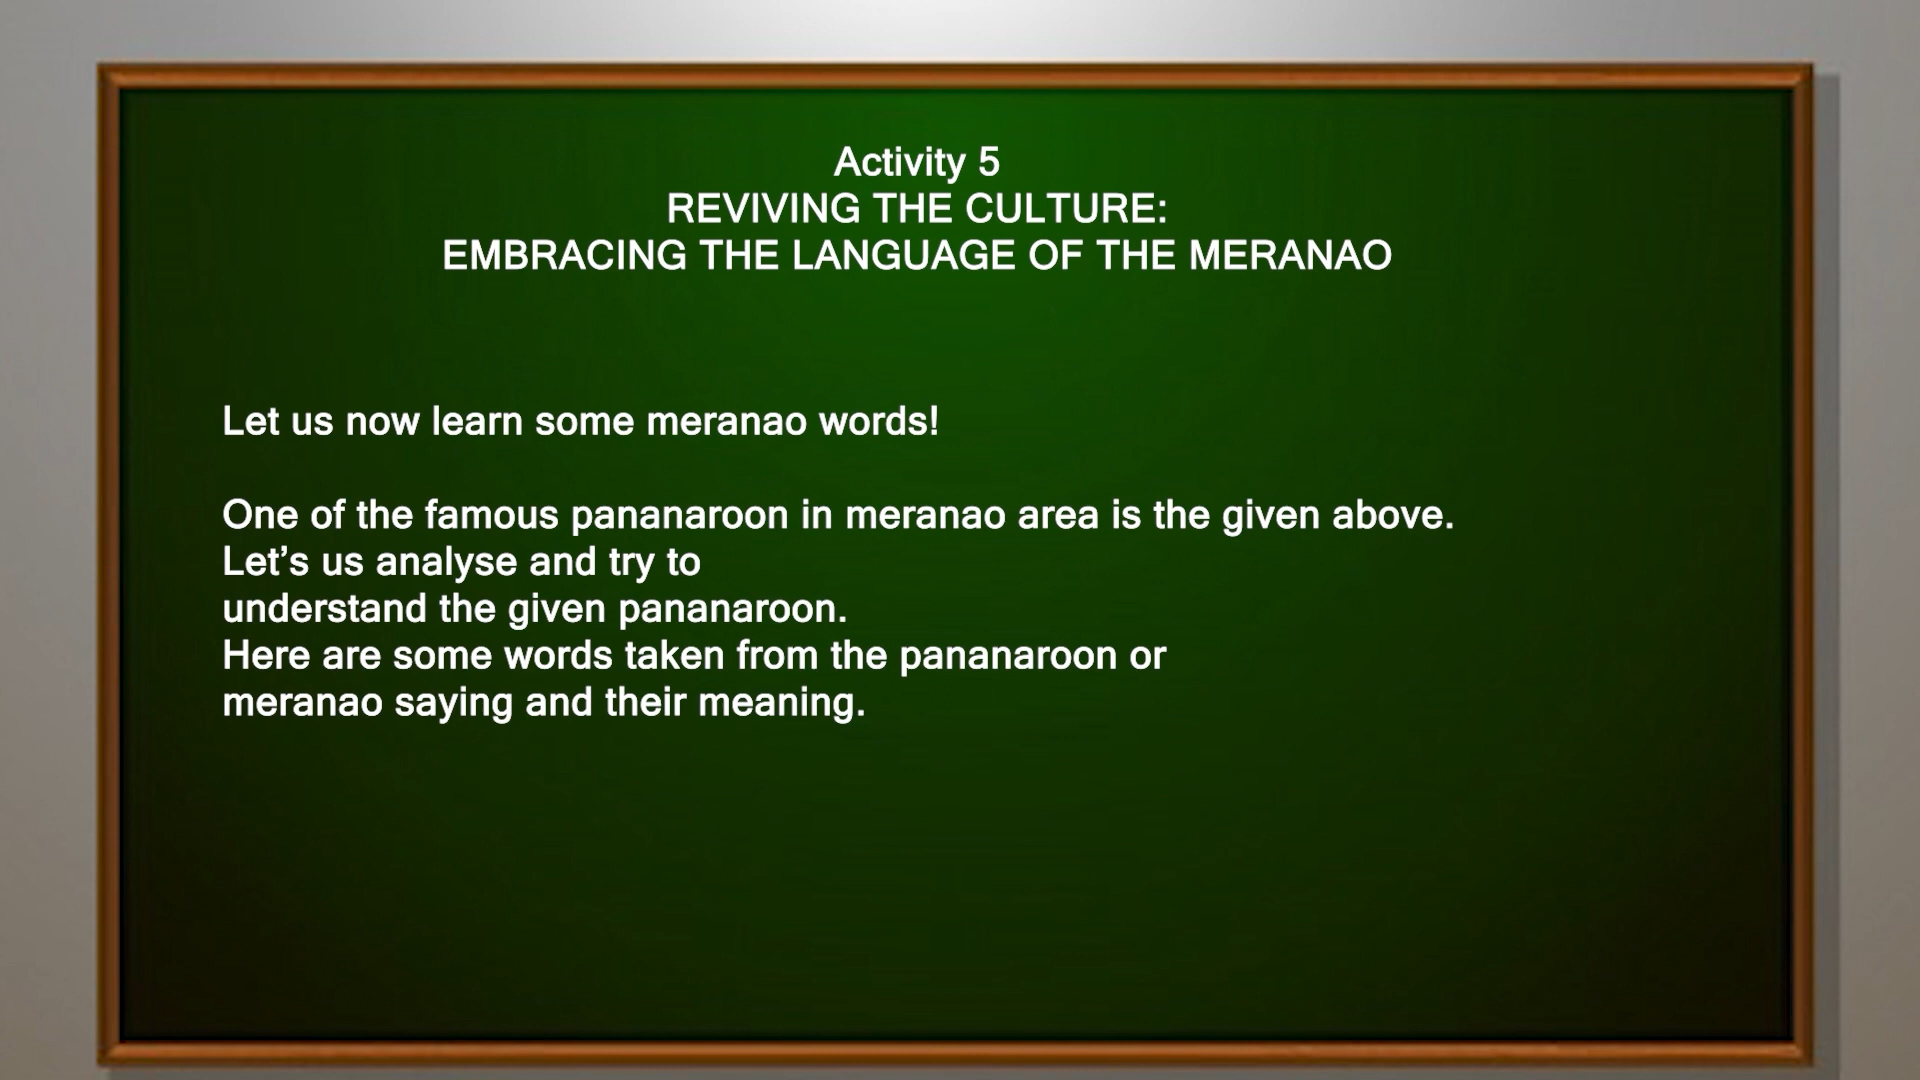 Activity 5
REVIVING THE CULTURE:
EMBRACING THE LANGUAGE OF THE MERANAO
Let us now learn some meranao words!
One of the famous pananaroon in meranao area is the given above.
Let’s us analyse and try to
understand the given pananaroon.
Here are some words taken from the pananaroon or
meranao saying and their meaning.